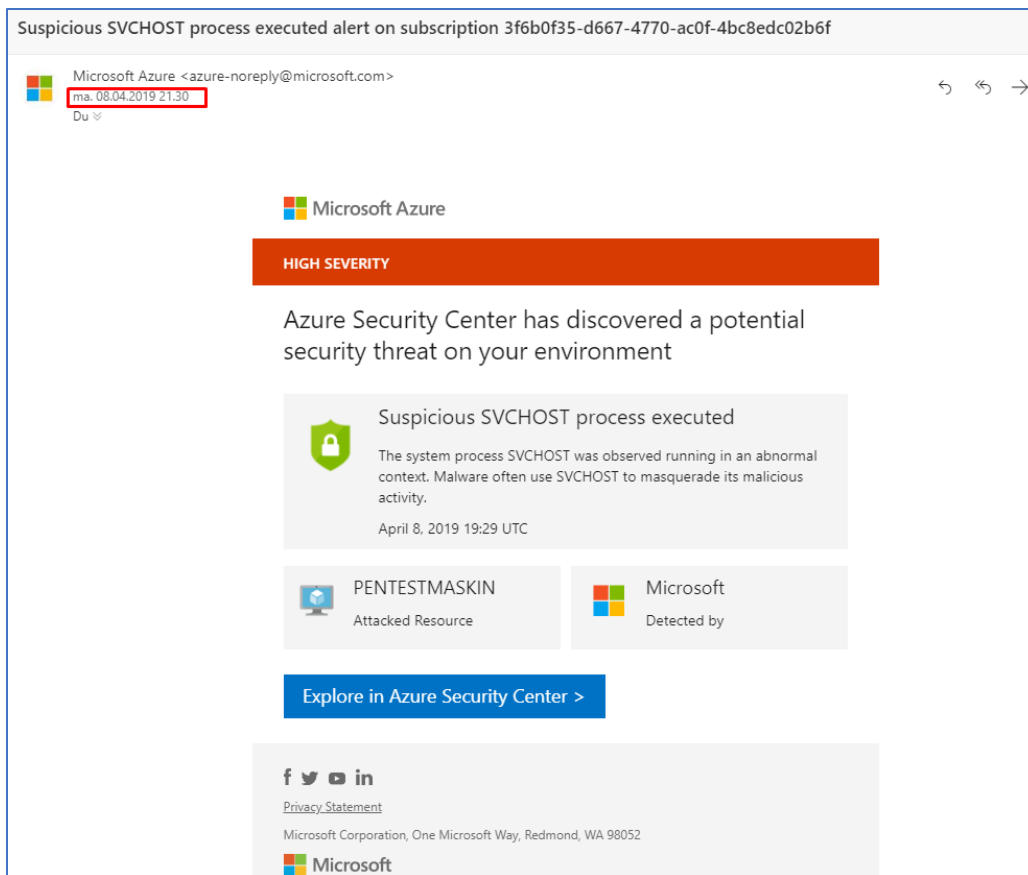 Suspicious SVCHOST process executed alert on subscription 3f6b0f35-d667-4770-ac0f-4bc8edc02b6f
Microsoft Azure <azure-noreply@microsoft.com>
ma. 08.04.2019 21.30
Du
Microsoft Azure
HIGH SEVERITY
Azure Security Center has discovered a potential
security threat on your environment
Suspicious SVCHOST process executed
The system process SVCHOST was observed running in an abnormal
context. Malware often use SVCHOST to masquerade its malicious
activity.
April 8, 2019 19:29 UTC
PENTESTMASKIN
Attacked Resource
Microsoft
Detected by
Explore in Azure Security Center >
Privacy Statement
Microsoft Corporation, One Microsoft Way, Redmond, WA 98052
Microsoft